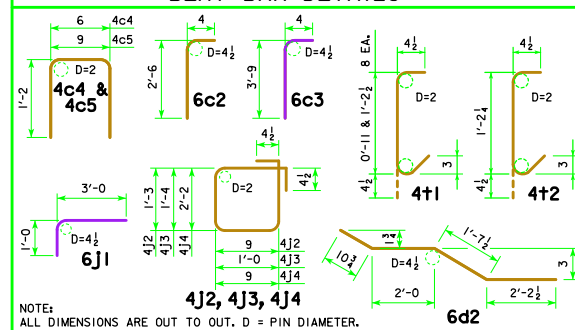 6 4c4
9 4c5
1'-2
D=2
4c4 &
4c5
4
2'-6
D=4½
6c2
4
3'-9
D=4½
6c3
8 EA.
0'-11 & 1'-2½
4½
4½
D=2
3
4t1
1'-2¼
4½
4½
D=2
3
4t2
3'-0
1'-0
D=4½
6j1
4½
4½
D=2
1'-3
1'-4
2'-2
4j2
4j3
4j4
9 4j2
1'-0 4j3
9 4j4
4j2, 4j3, 4j4
10¾
1¾
D=4½
1'-7½
3
2'-0
2'-2½
6d2
NOTE:
ALL DIMENSIONS ARE OUT TO OUT. D = PIN DIAMETER.